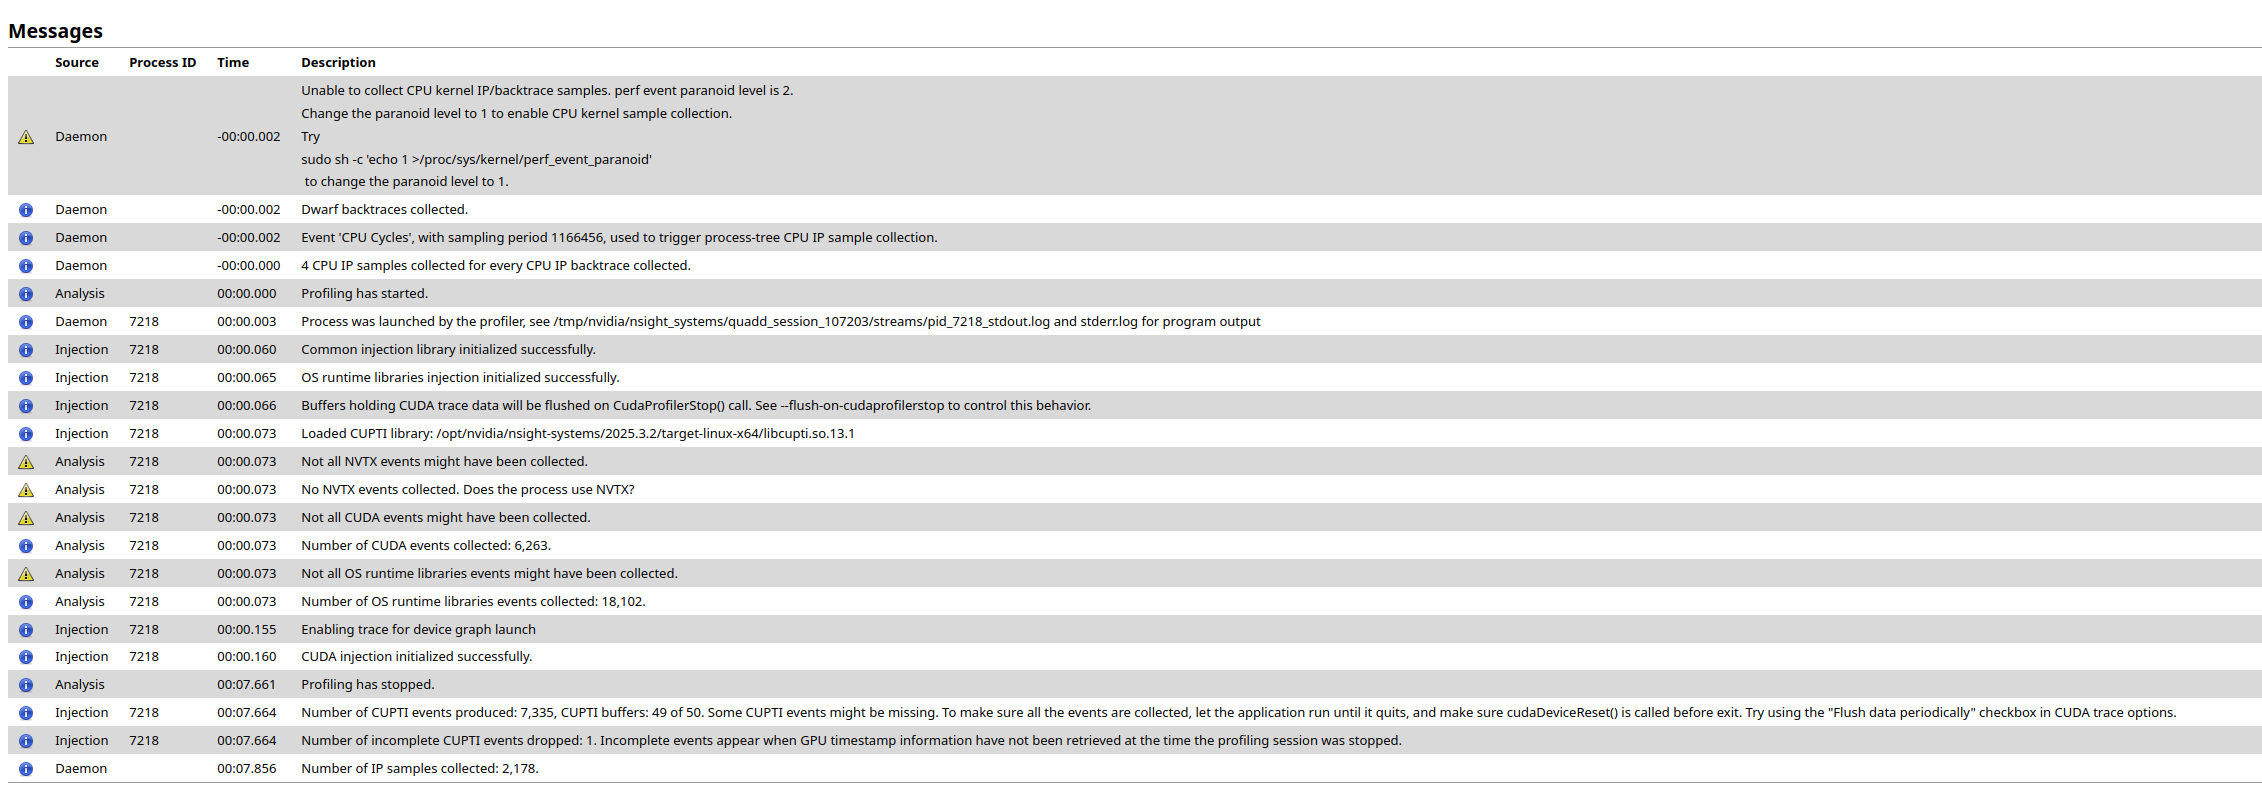 Messages
Source Process ID Time Description
Unable to collect CPU kernel IP/backtrace samples. perf event paranoid level is 2.
Change the paranoid level to 1 to enable CPU kernel sample collection.
Daemon -00:00.002 Try
sudo sh -c 'echo 1 >/proc/sys/kernel/perf_event_paranoid'
to change the paranoid level to 1.
Daemon -00:00.002 Dwarf backtraces collected.
Daemon -00:00.002 Event 'CPU Cycles', with sampling period 1166456, used to trigger process-tree CPU IP sample collection.
Daemon -00:00.000 4 CPU IP samples collected for every CPU IP backtrace collected.
Analysis 00:00.000 Profiling has started.
Daemon 7218 00:00.003 Process was launched by the profiler, see /tmp/nvidia/nsight_systems/quadd_session_107203/streams/pid_7218_stdout.log and stderr.log for program output
Injection 7218 00:00.060 Common injection library initialized successfully.
Injection 7218 00:00.065 OS runtime libraries injection initialized successfully.
Injection 7218 00:00.066 Buffers holding CUDA trace data will be flushed on CudaProfilerStop() call. See --flush-on-cudaprofilerstop to control this behavior.
Injection 7218 00:00.073 Loaded CUPTI library: /opt/nvidia/nsight-systems/2025.3.2/target-linux-x64/libcupti.so.13.1
Analysis 7218 00:00.073 Not all NVTX events might have been collected.
Analysis 7218 00:00.073 No NVTX events collected. Does the process use NVTX?
Analysis 7218 00:00.073 Not all CUDA events might have been collected.
Analysis 7218 00:00.073 Number of CUDA events collected: 6,263.
Analysis 7218 00:00.073 Not all OS runtime libraries events might have been collected.
Analysis 7218 00:00.073 Number of OS runtime libraries events collected: 18,102.
Injection 7218 00:00.155 Enabling trace for device graph launch
Injection 7218 00:00.160 CUDA injection initialized successfully.
Analysis 00:07.661 Profiling has stopped.
Injection 7218 00:07.664 Number of CUPTI events produced: 7,335, CUPTI buffers: 49 of 50. Some CUPTI events might be missing. To make sure all the events are collected, let the application run until it quits, and make sure cudaDeviceReset() is called before exit. Try using the "Flush data periodically" checkbox in CUDA trace options.
Injection 7218 00:07.664 Number of incomplete CUPTI events dropped: 1. Incomplete events appear when GPU timestamp information have not been retrieved at the time the profiling session was stopped.
Daemon 00:07.856 Number of IP samples collected: 2,178.